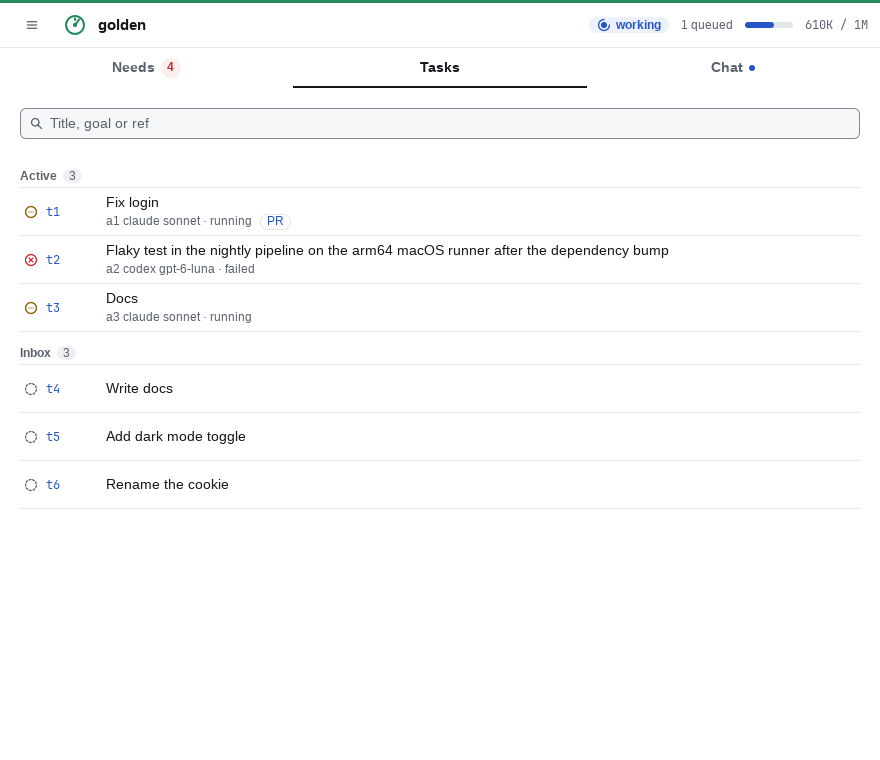 golden
working
1 queued
610K / 1M
Needs 4
Tasks
Chat
Title, goal or ref
Active 3
t1
Fix login
a1 claude sonnet · running PR
t2
Flaky test in the nightly pipeline on the arm64 macOS runner after the dependency bump
a2 codex gpt-6-luna · failed
t3
Docs
a3 claude sonnet · running
Inbox 3
t4
Write docs
t5
Add dark mode toggle
t6
Rename the cookie